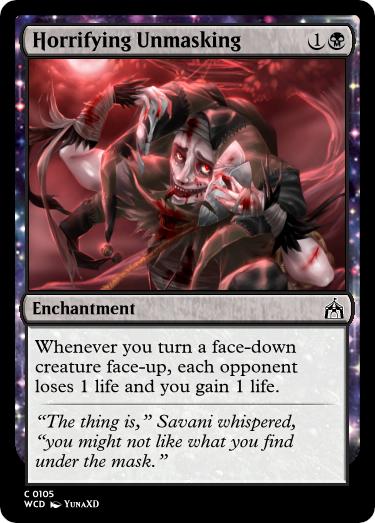 Horrifying Unmasking 1
Enchantment
Whenever you turn a face-down
creature face-up, each opponent
loses 1 life and you gain 1 life.
“The thing is,” Savani whispered,
“you might not like what you find
under the mask.”
C 0105
WCD YunaXD